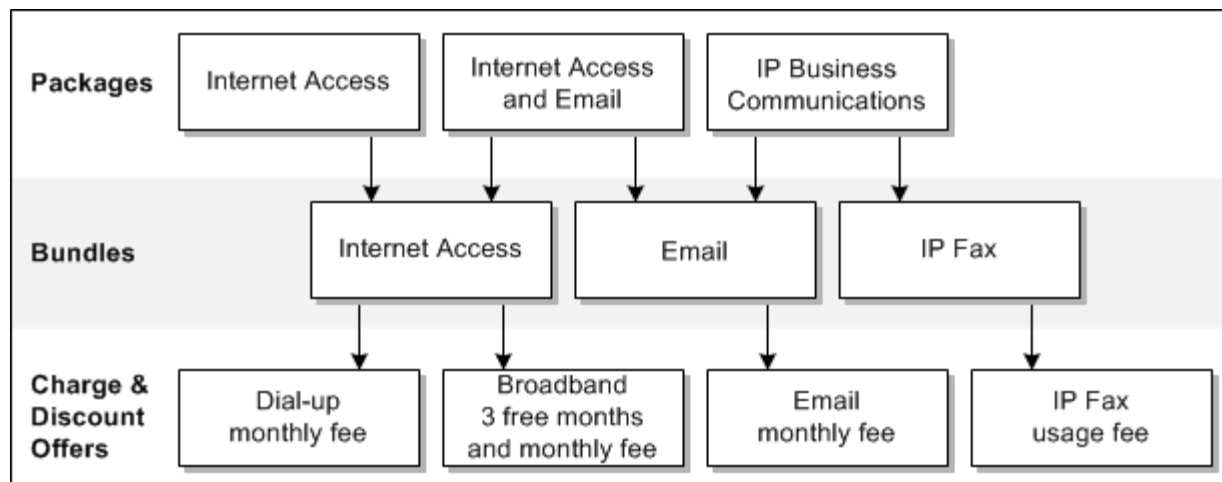 Packages
Internet Access
Internet Access
and Email
IP Business
Communications
Bundles
Internet Access
Email
IP Fax
Charge &
Discount
Offers
Dial-up
monthly fee
Broadband
3 free months
and monthly fee
Email
monthly fee
IP Fax
usage fee